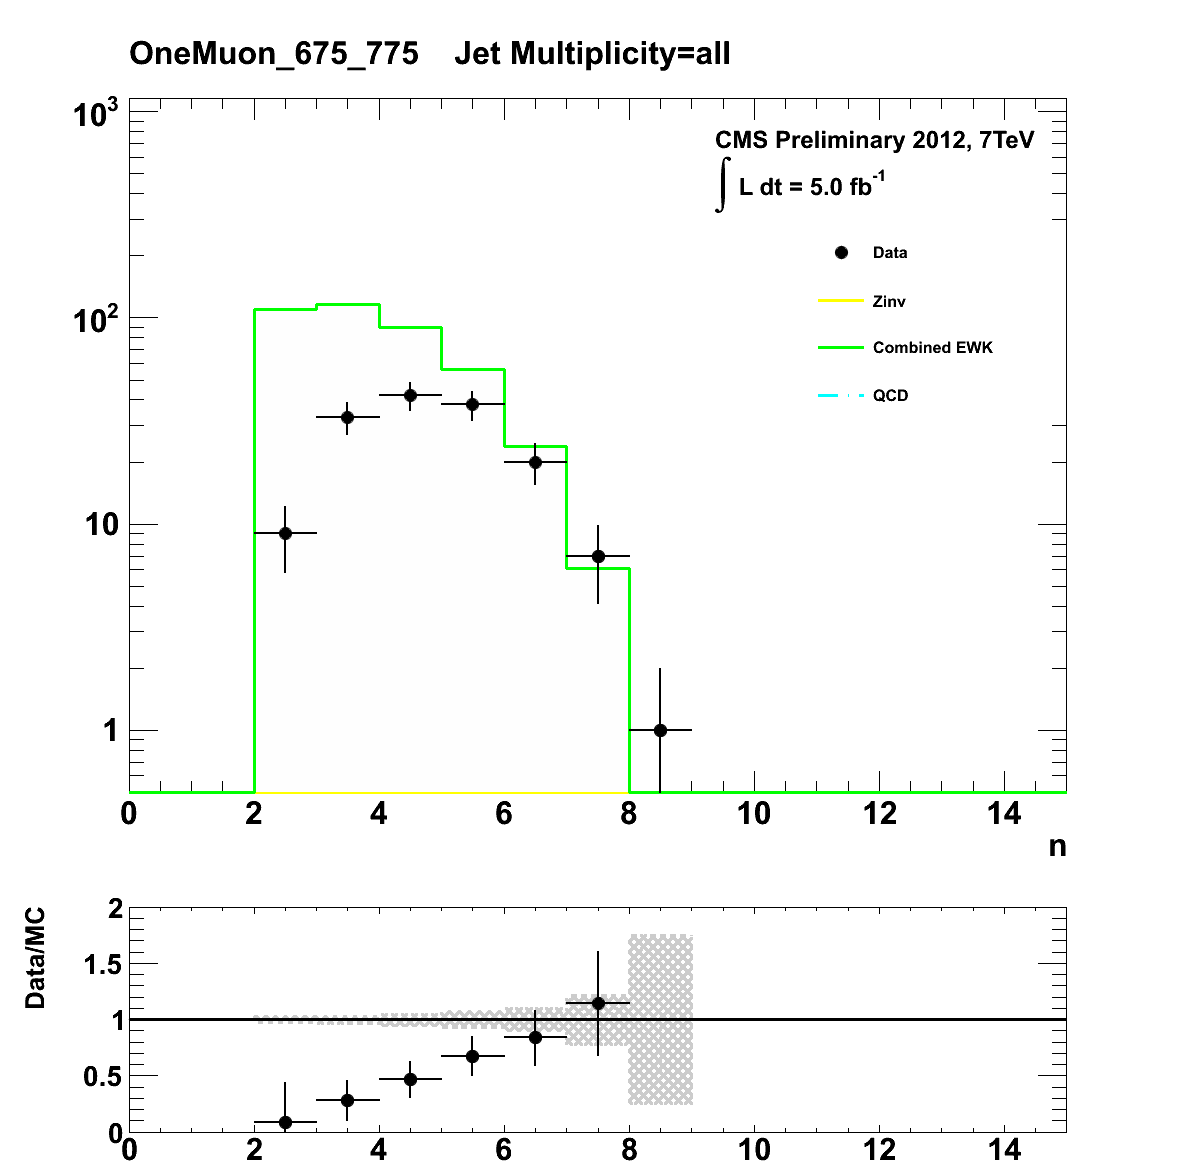 OneMuon_675_775 Jet Multiplicity=all
10³
CMS Preliminary 2012, 7TeV
∫ L dt = 5.0 fb⁻¹
Data
Zinv
10²
Combined EWK
QCD
10
1
0 2 4 6 8 10 12 14
n
Data/MC
2
1.5
1
0.5
0
0 2 4 6 8 10 12 14